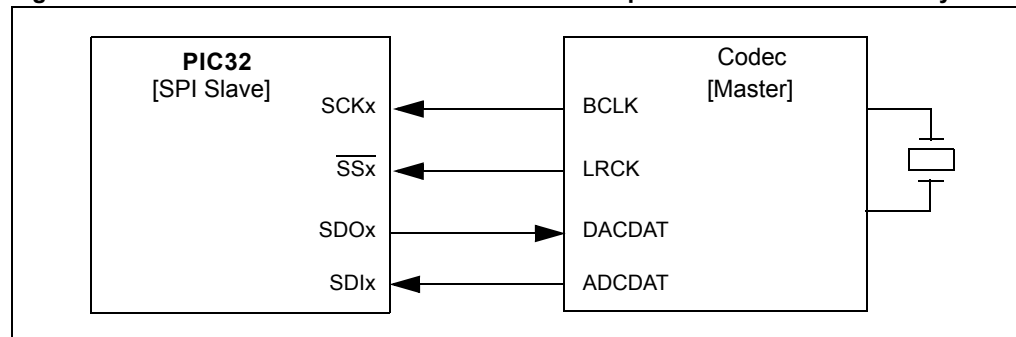 PIC32
[SPI Slave]
Codec
[Master]
SCKx
BCLK
SSx
LRCK
SDOx
DACDAT
SDIx
ADCDAT